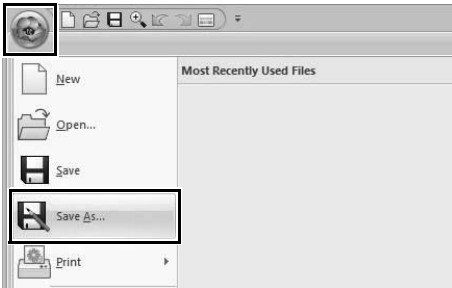 Most Recently Used Files
New
Open...
Save
Save As...
Print